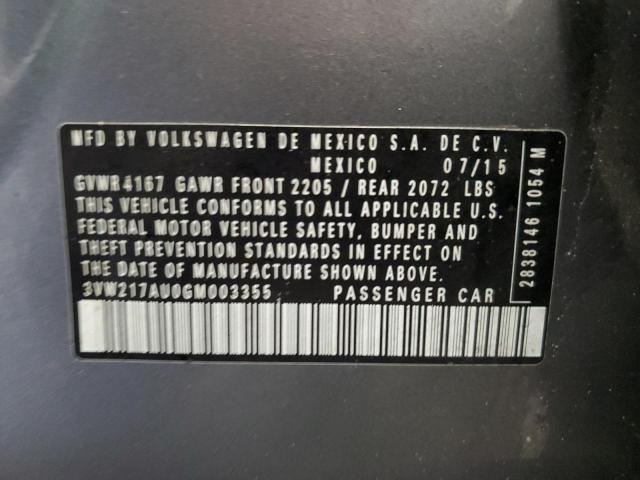 MFD BY VOLKSWAGEN DE MEXICO S.A. DE C.V.
MEXICO 07/15
GVWR4167 GAWR FRONT 2205 / REAR 2072 LBS
THIS VEHICLE CONFORMS TO ALL APPLICABLE U.S.
FEDERAL MOTOR VEHICLE SAFETY, BUMPER AND
THEFT PREVENTION STANDARDS IN EFFECT ON
THE DATE OF MANUFACTURE SHOWN ABOVE.
3VW217AU0GM003355 PASSENGER CAR
2838146 1054 M